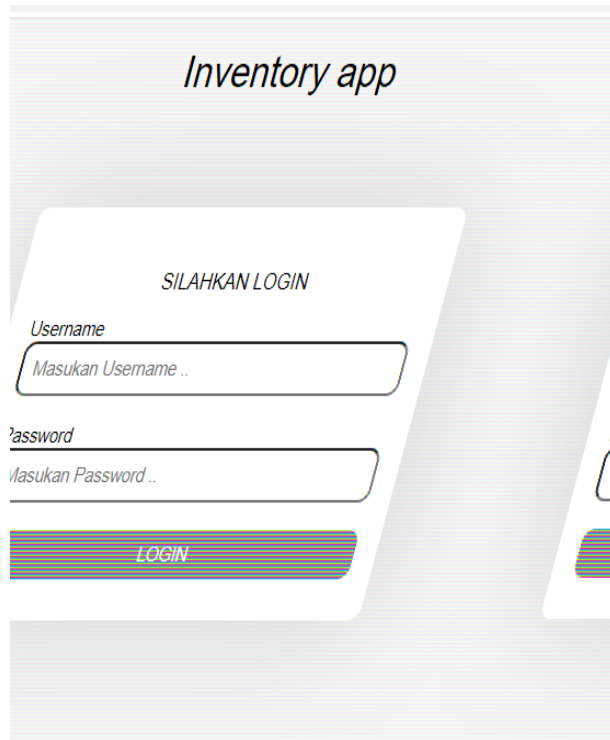 Inventory app
SILAHKAN LOGIN
Username
Masukan Username ..
Password
Masukan Password ..
LOGIN